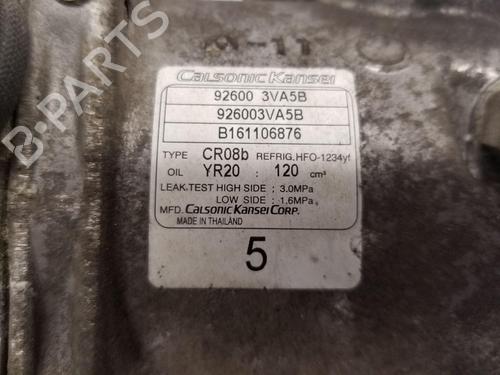 Calsonic Kansei
92600 3VA5B
926003VA5B
B161106876
TYPE CR08b REFRIG. HFO-1234yf
OIL YR20 : 120 cm³
LEAK.TEST HIGH SIDE : 3.0MPa
LOW SIDE : 1.6MPa
MFD. CALSONIC KANSEI CORP.
MADE IN THAILAND
5
B-PARTS